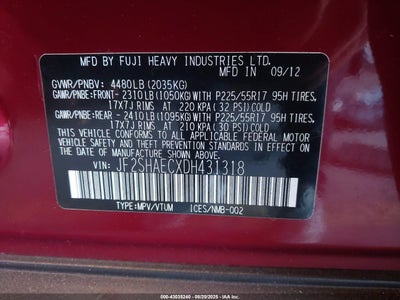 MFD. BY FUJI HEAVY INDUSTRIES LTD.
MFD. IN 09/12
GVWR/PNBV: 4480LB (2035KG)
GAWR/PNBE:FRONT- 2310LB(1050KG)WITH P225/55R17 95H TIRES,
17X7J RIMS AT 220 KPA(32 PSI)COLD
GAWR/PNBE:REAR - 2410LB(1095KG)WITH P225/55R17 95H TIRES,
17X7J RIMS AT 210 KPA(30 PSI)COLD
THIS VEHICLE CONFORMS TO ALL APPLICABLE FEDERAL MOTOR
VEHICLE SAFETY AND THEFT PREVENTION STANDARDS IN EFFECT
ON THE DATE OF MANUFACTURE SHOWN ABOVE.
VIN: JF2SHAECXDH431318
TYPE:MPV/VTUM ICES/NMB-002
000-43035240 - 09/20/2025 - IAAI.COM